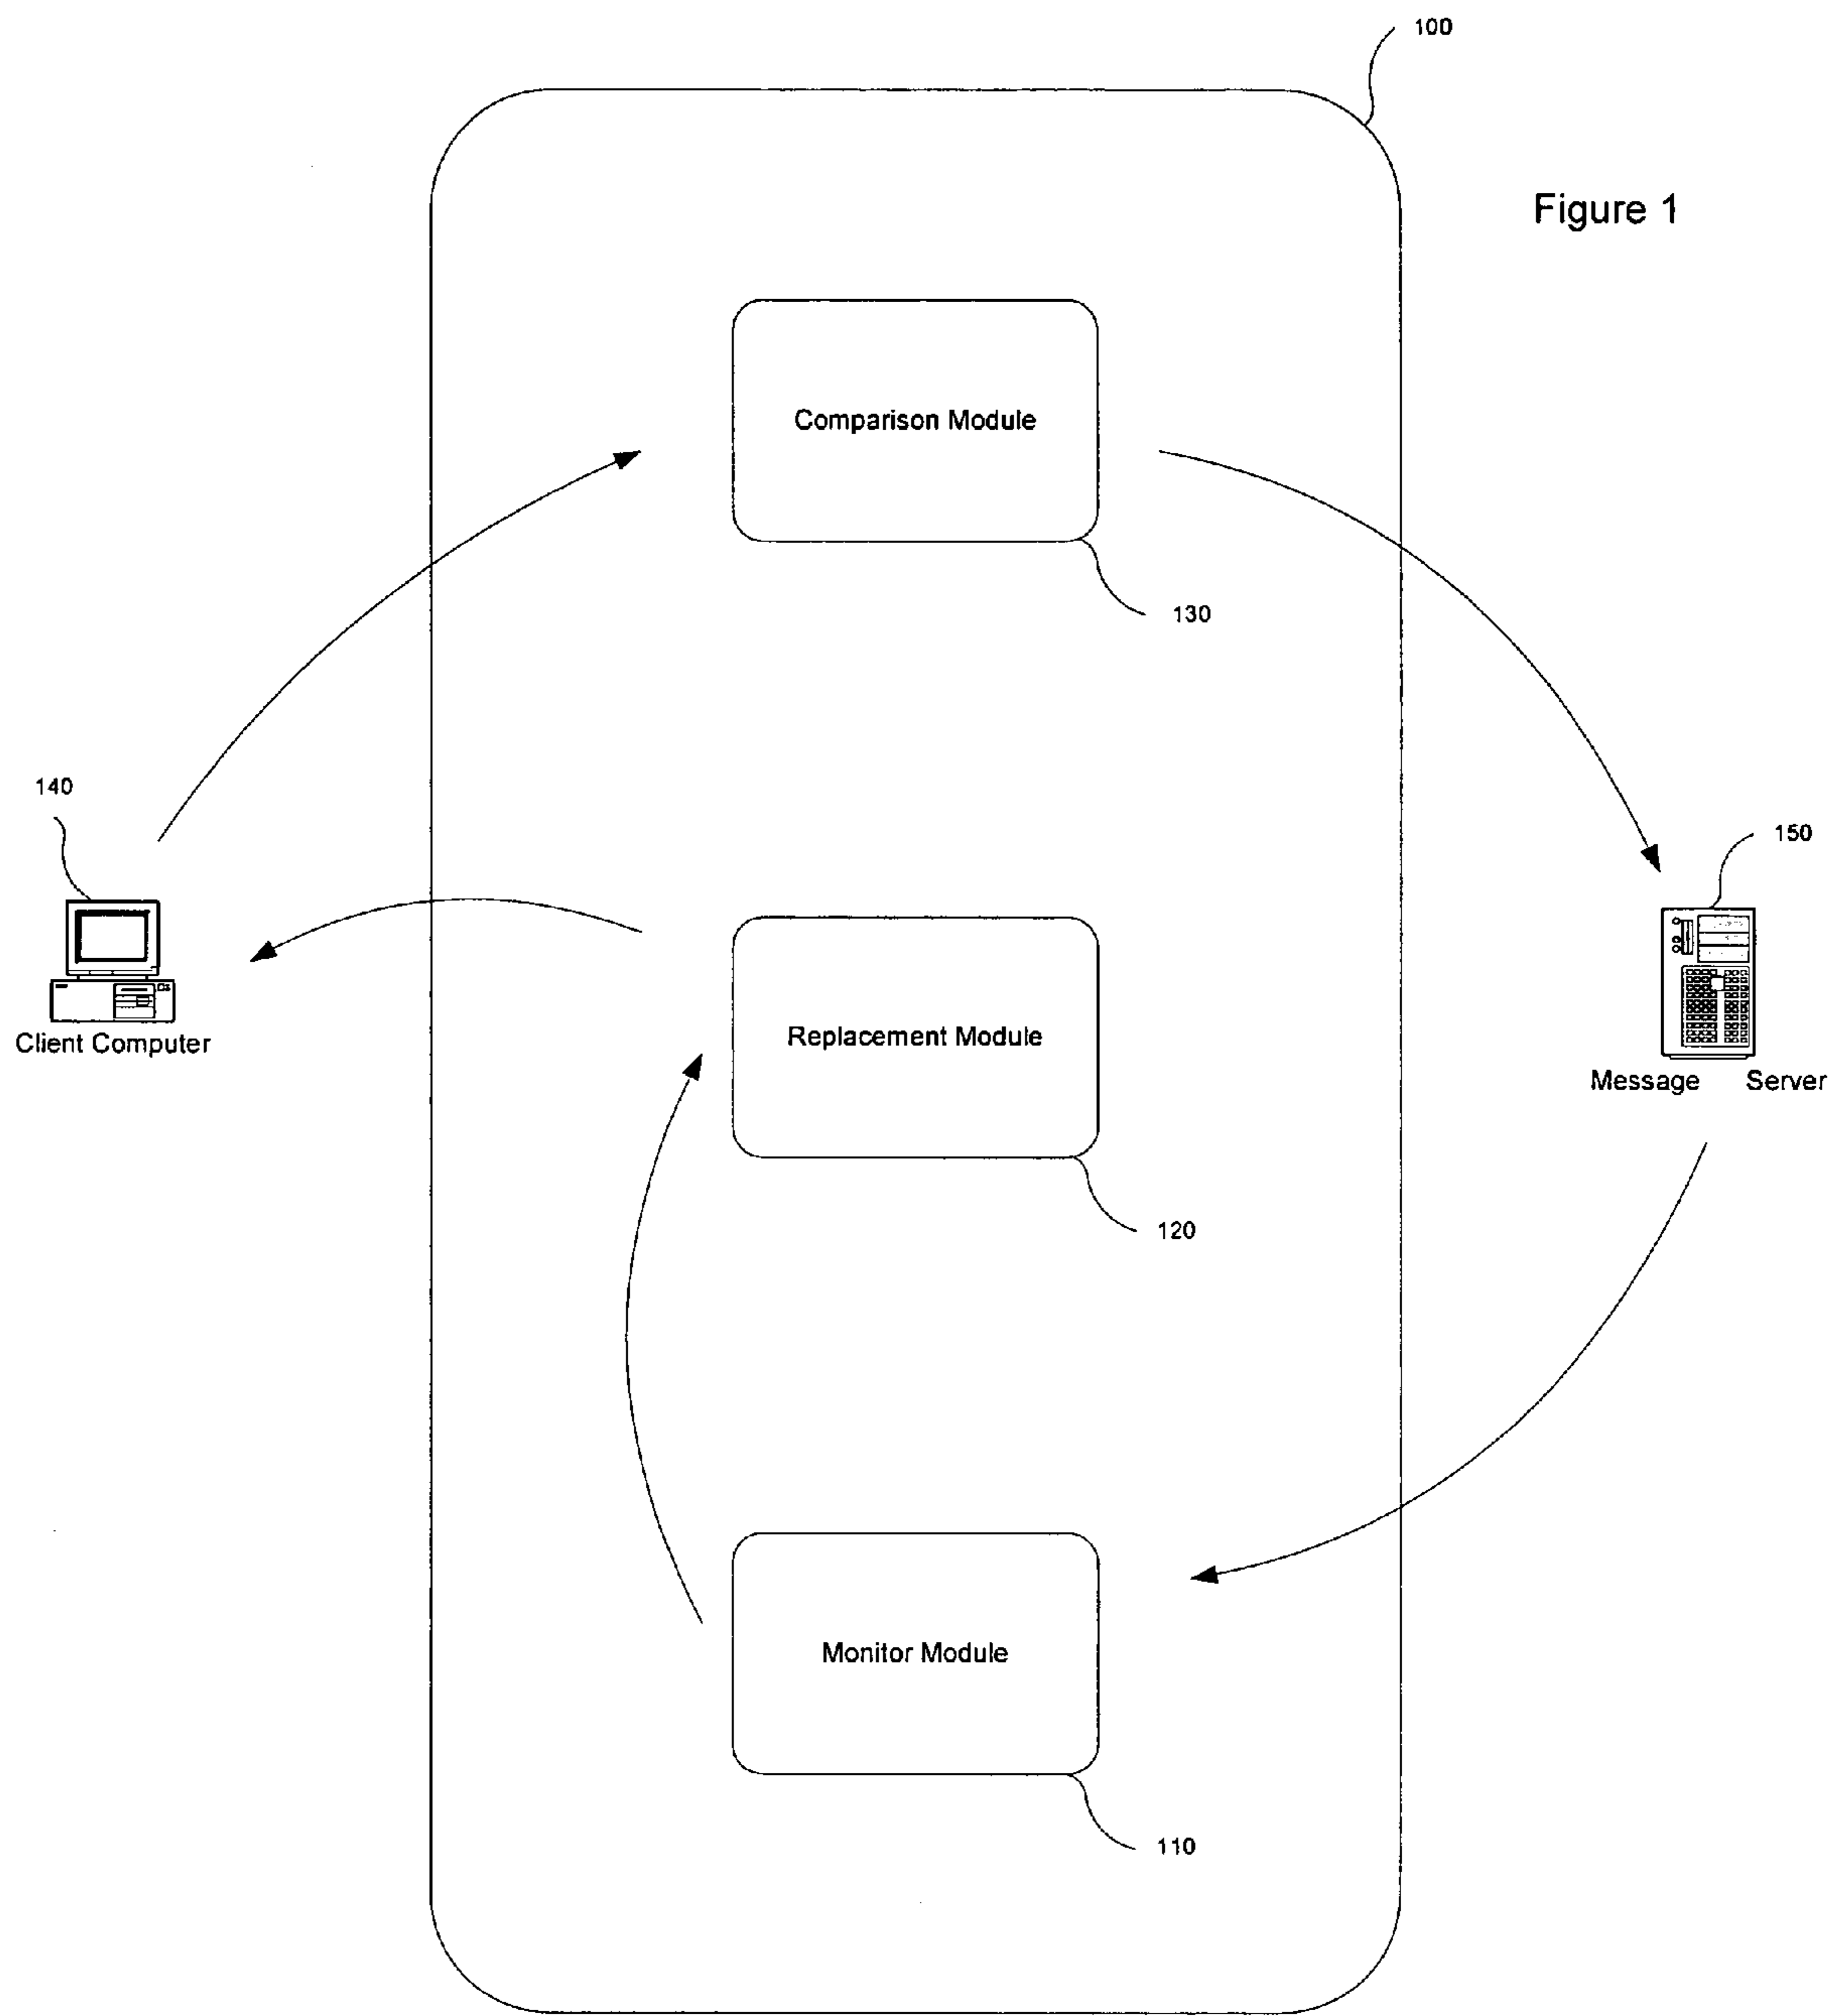 100
Figure 1
Comparison Module
130
140
150
Client Computer
Replacement Module
Message Server
120
Monitor Module
110